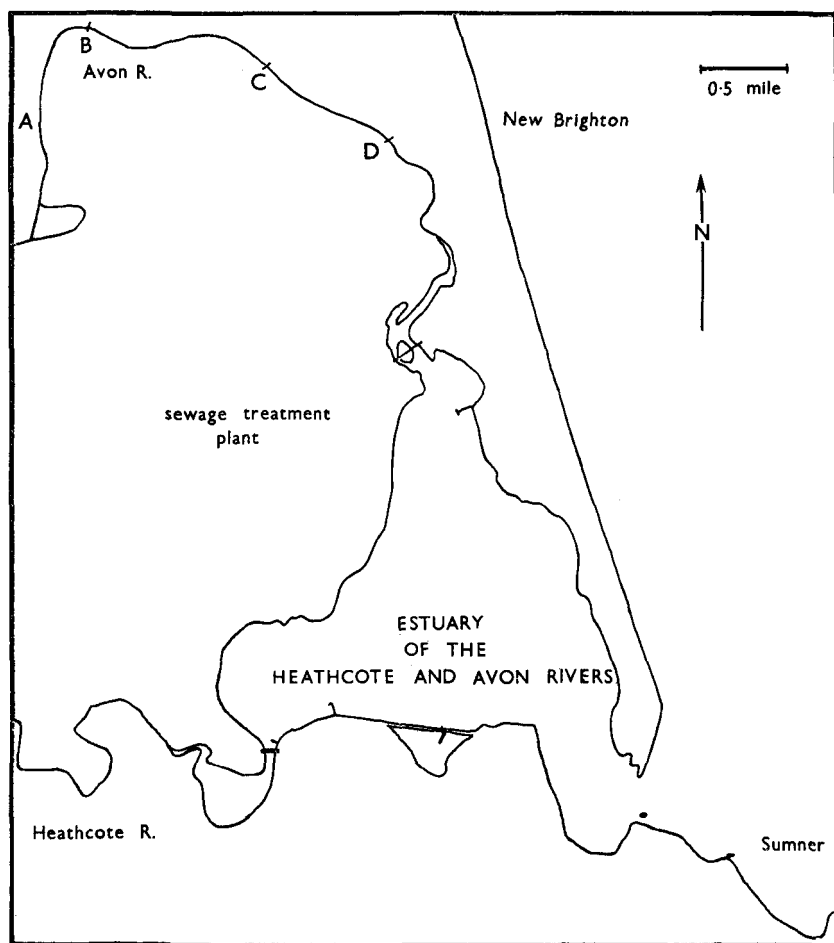 B
Avon R.
C
0·5 mile
A
New Brighton
D
N
sewage treatment
plant
ESTUARY
OF THE
HEATHCOTE AND AVON RIVERS
Heathcote R.
Sumner